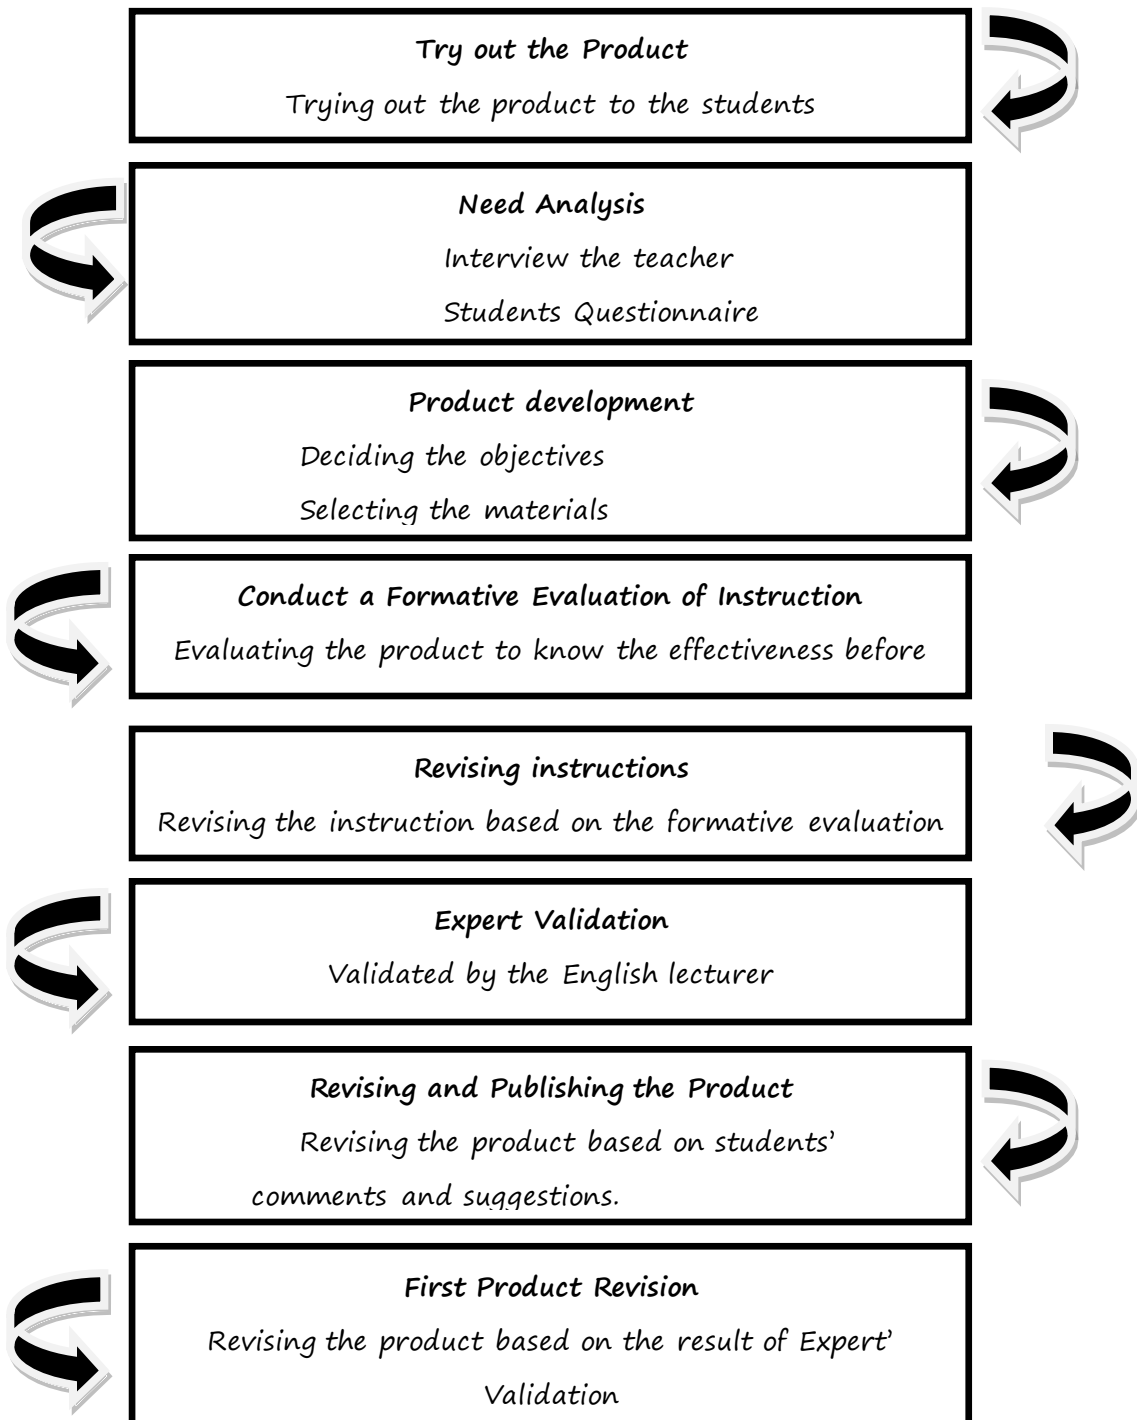 Try out the Product
Trying out the product to the students
Need Analysis
Interview the teacher
Students Questionnaire
Product development
Deciding the objectives
Selecting the materials
Conduct a Formative Evaluation of Instruction
Evaluating the product to know the effectiveness before
Revising instructions
Revising the instruction based on the formative evaluation
Expert Validation
Validated by the English lecturer
Revising and Publishing the Product
Revising the product based on students’
comments and suggestions.
First Product Revision
Revising the product based on the result of Expert’
Validation